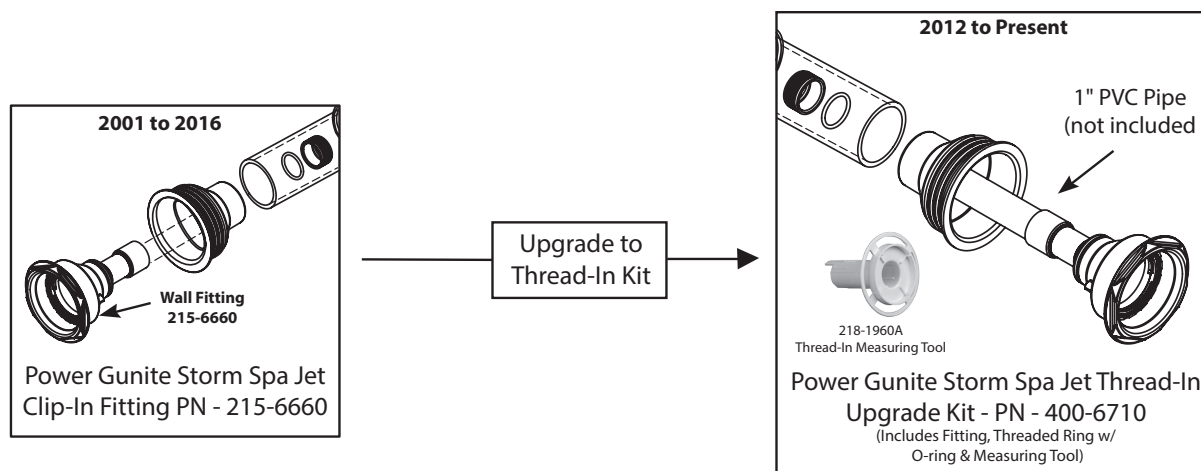 2001 to 2016
Wall Fitting
215-6660
Power Gunite Storm Spa Jet
Clip-In Fitting PN - 215-6660
Upgrade to
Thread-In Kit
2012 to Present
1" PVC Pipe
(not included
218-1960A
Thread-In Measuring Tool
Power Gunite Storm Spa Jet Thread-In
Upgrade Kit - PN - 400-6710
(Includes Fitting, Threaded Ring w/
O-ring & Measuring Tool)